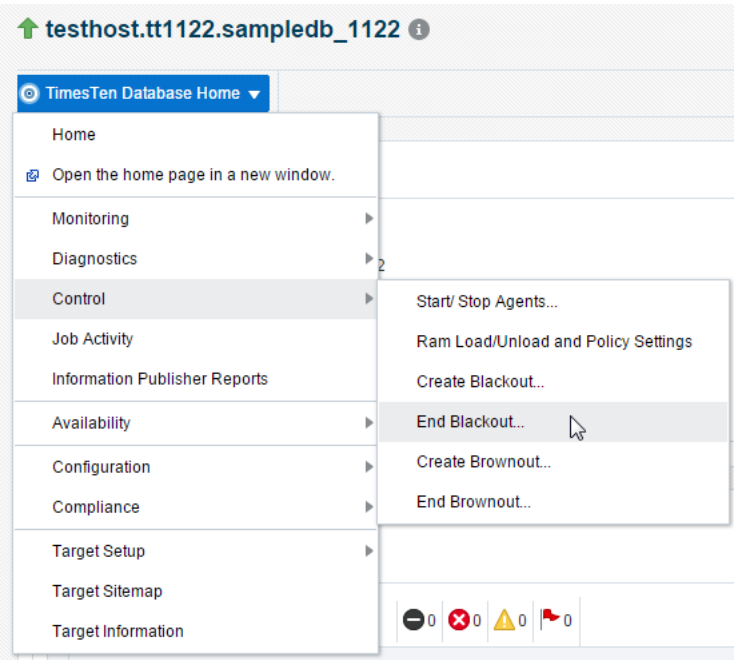 testhost.tt1122.sampledb_1122
TimesTen Database Home
Home
Open the home page in a new window.
Monitoring
Diagnostics
2
Control
Start/ Stop Agents...
Job Activity
Ram Load/Unload and Policy Settings
Information Publisher Reports
Create Blackout...
Availability
End Blackout...
Configuration
Create Brownout...
Compliance
End Brownout...
Target Setup
Target Sitemap
Target Information
0 0 0 0